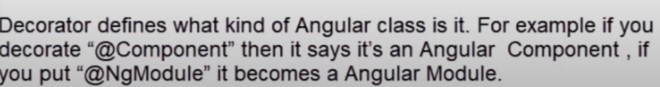 Decorator defines what kind of Angular class is it. For example if you
decorate “@Component” then it says it’s an Angular Component , if
you put “@NgModule” it becomes a Angular Module.